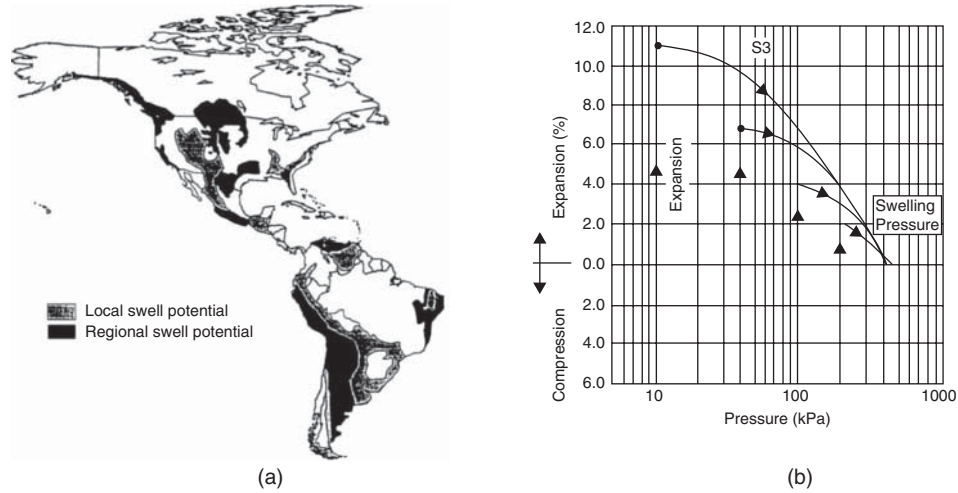 Local swell potential
Regional swell potential
(a)
12.0
10.0
8.0
6.0
4.0
2.0
0.0
2.0
4.0
6.0
Expansion (%)
Compression
S3
Expansion
Swelling
Pressure
10
100
1000
Pressure (kPa)
(b)